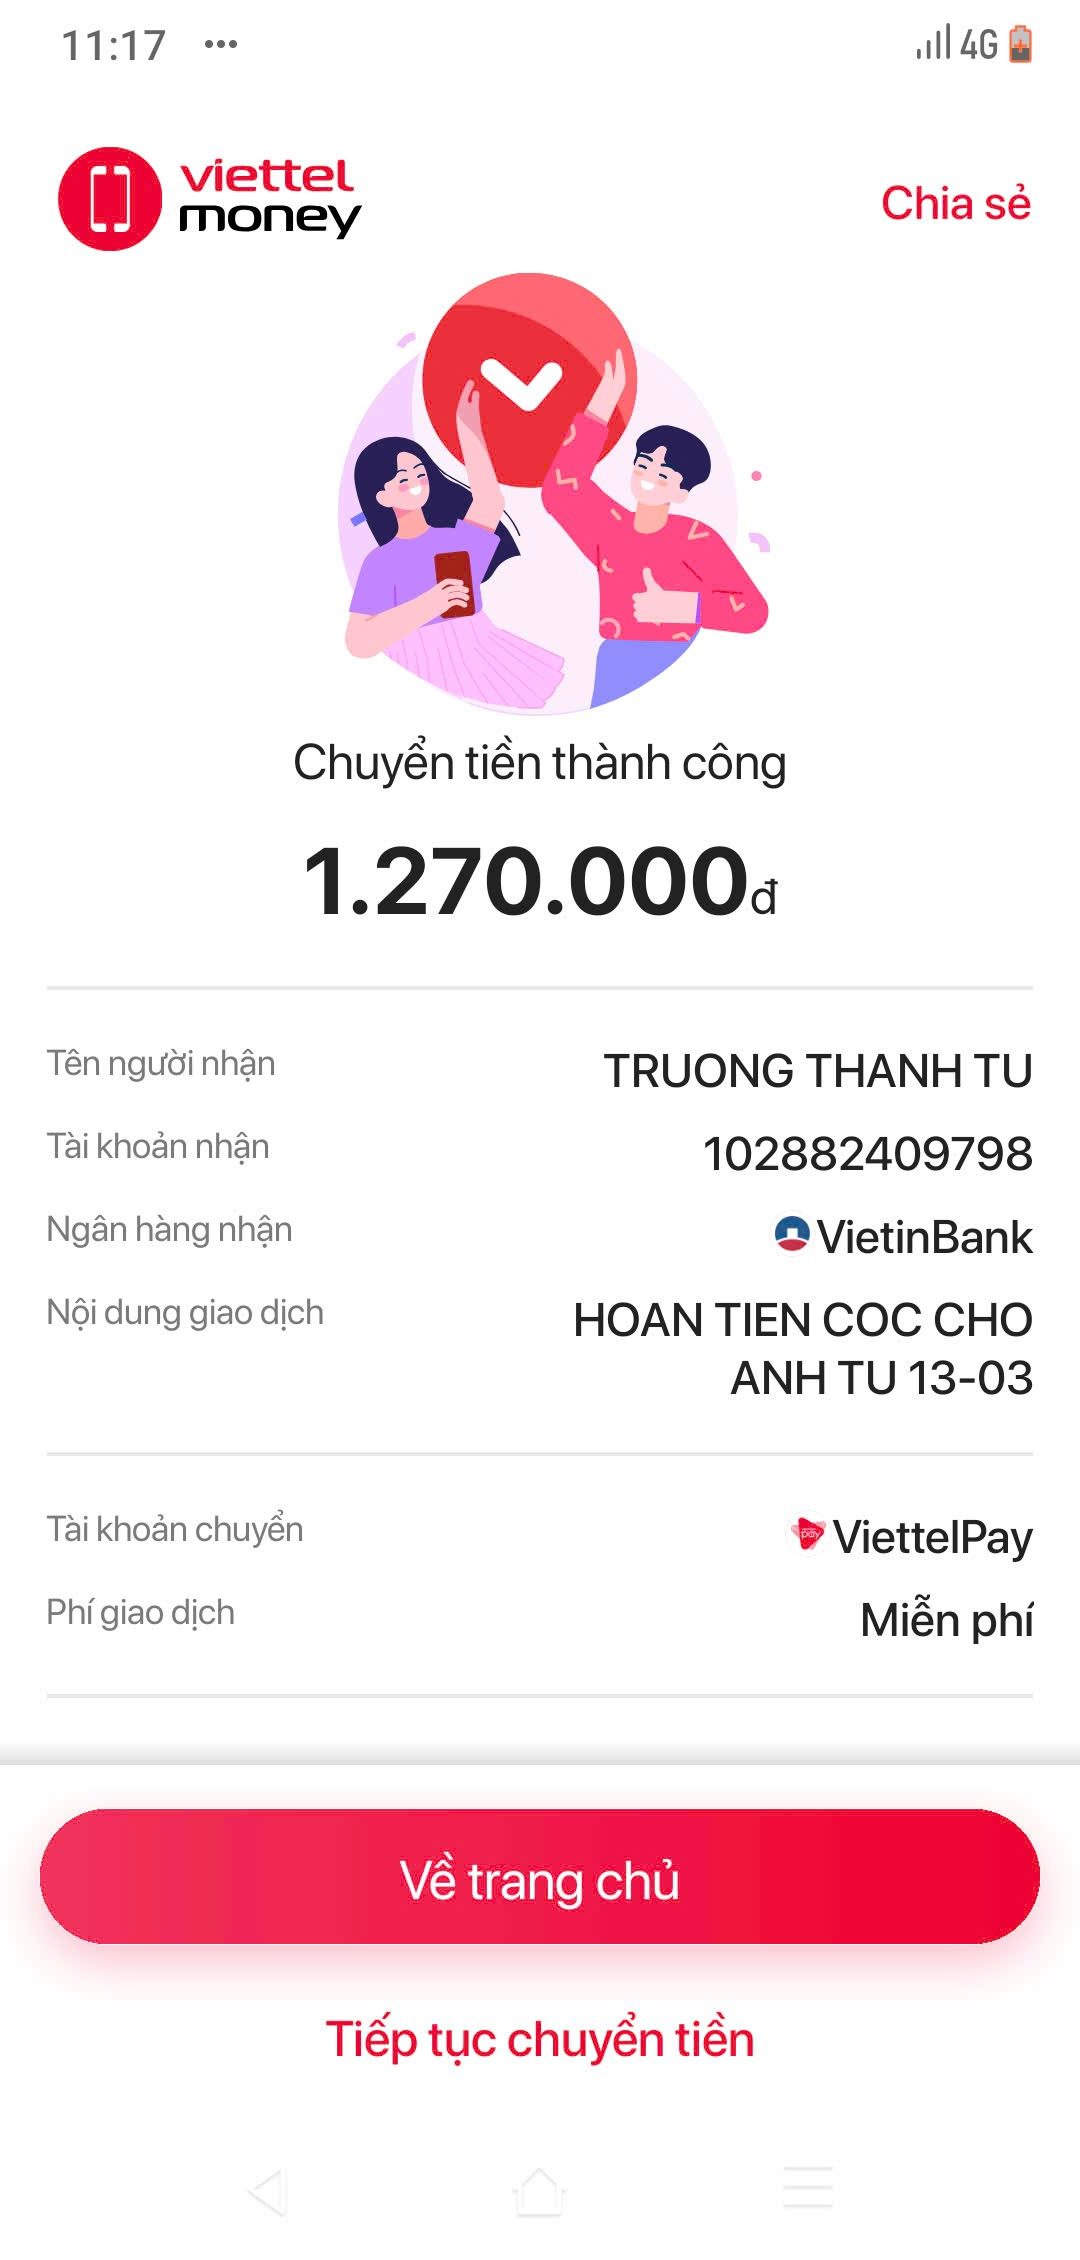 11:17 ••• 4G
viettel
money
Chia sẻ
Chuyển tiền thành công
1.270.000đ
Tên người nhận TRUONG THANH TU
Tài khoản nhận 102882409798
Ngân hàng nhận VietinBank
Nội dung giao dịch HOAN TIEN COC CHO
ANH TU 13-03
Tài khoản chuyển pay ViettelPay
Phí giao dịch Miễn phí
Về trang chủ
Tiếp tục chuyển tiền